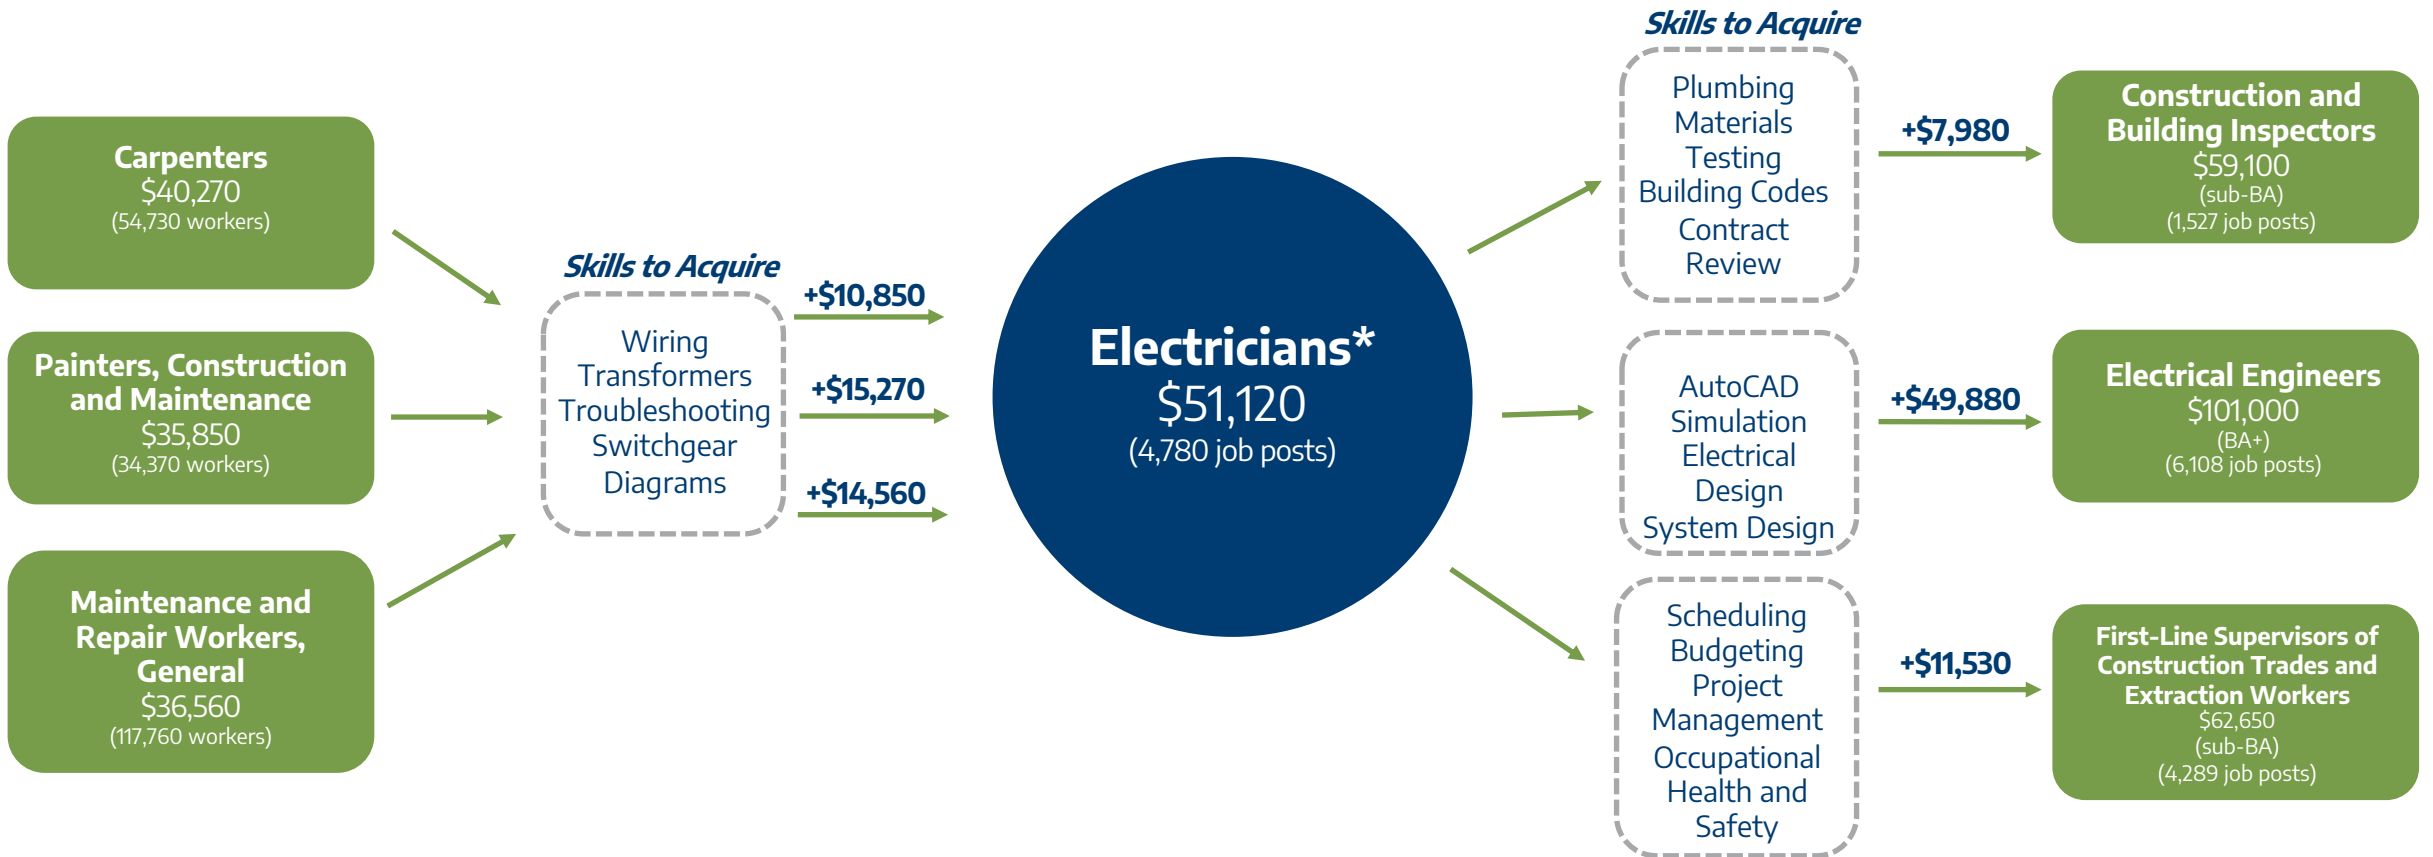 Carpenters
$40,270
(54,730 workers)
Painters, Construction
and Maintenance
$35,850
(34,370 workers)
Maintenance and
Repair Workers,
General
$36,560
(117,760 workers)
Skills to Acquire
Wiring
Transformers
Troubleshooting
Switchgear
Diagrams
+$10,850
+$15,270
+$14,560
Electricians*
$51,120
(4,780 job posts)
Skills to Acquire
Plumbing
Materials
Testing
Building Codes
Contract
Review
+$7,980
Construction and
Building Inspectors
$59,100
(sub-BA)
(1,527 job posts)
AutoCAD
Simulation
Electrical
Design
System Design
+$49,880
Electrical Engineers
$101,000
(BA+)
(6,108 job posts)
Scheduling
Budgeting
Project
Management
Occupational
Health and
Safety
+$11,530
First-Line Supervisors of
Construction Trades and
Extraction Workers
$62,650
(sub-BA)
(4,289 job posts)